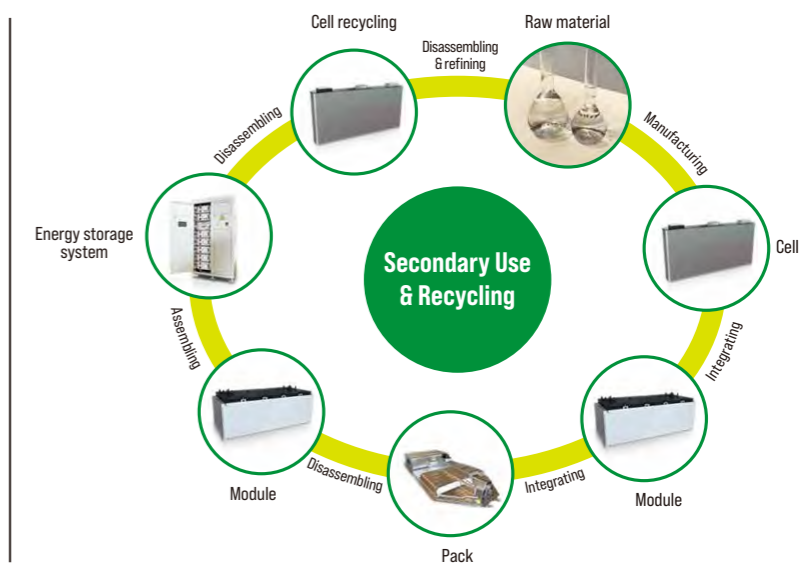 Cell recycling
Disassembling
& refining
Raw material
Manufacturing
Cell
Integrating
Module
Integrating
Pack
Disassembling
Module
Assembling
Energy storage
system
Disassembling
Secondary Use
& Recycling